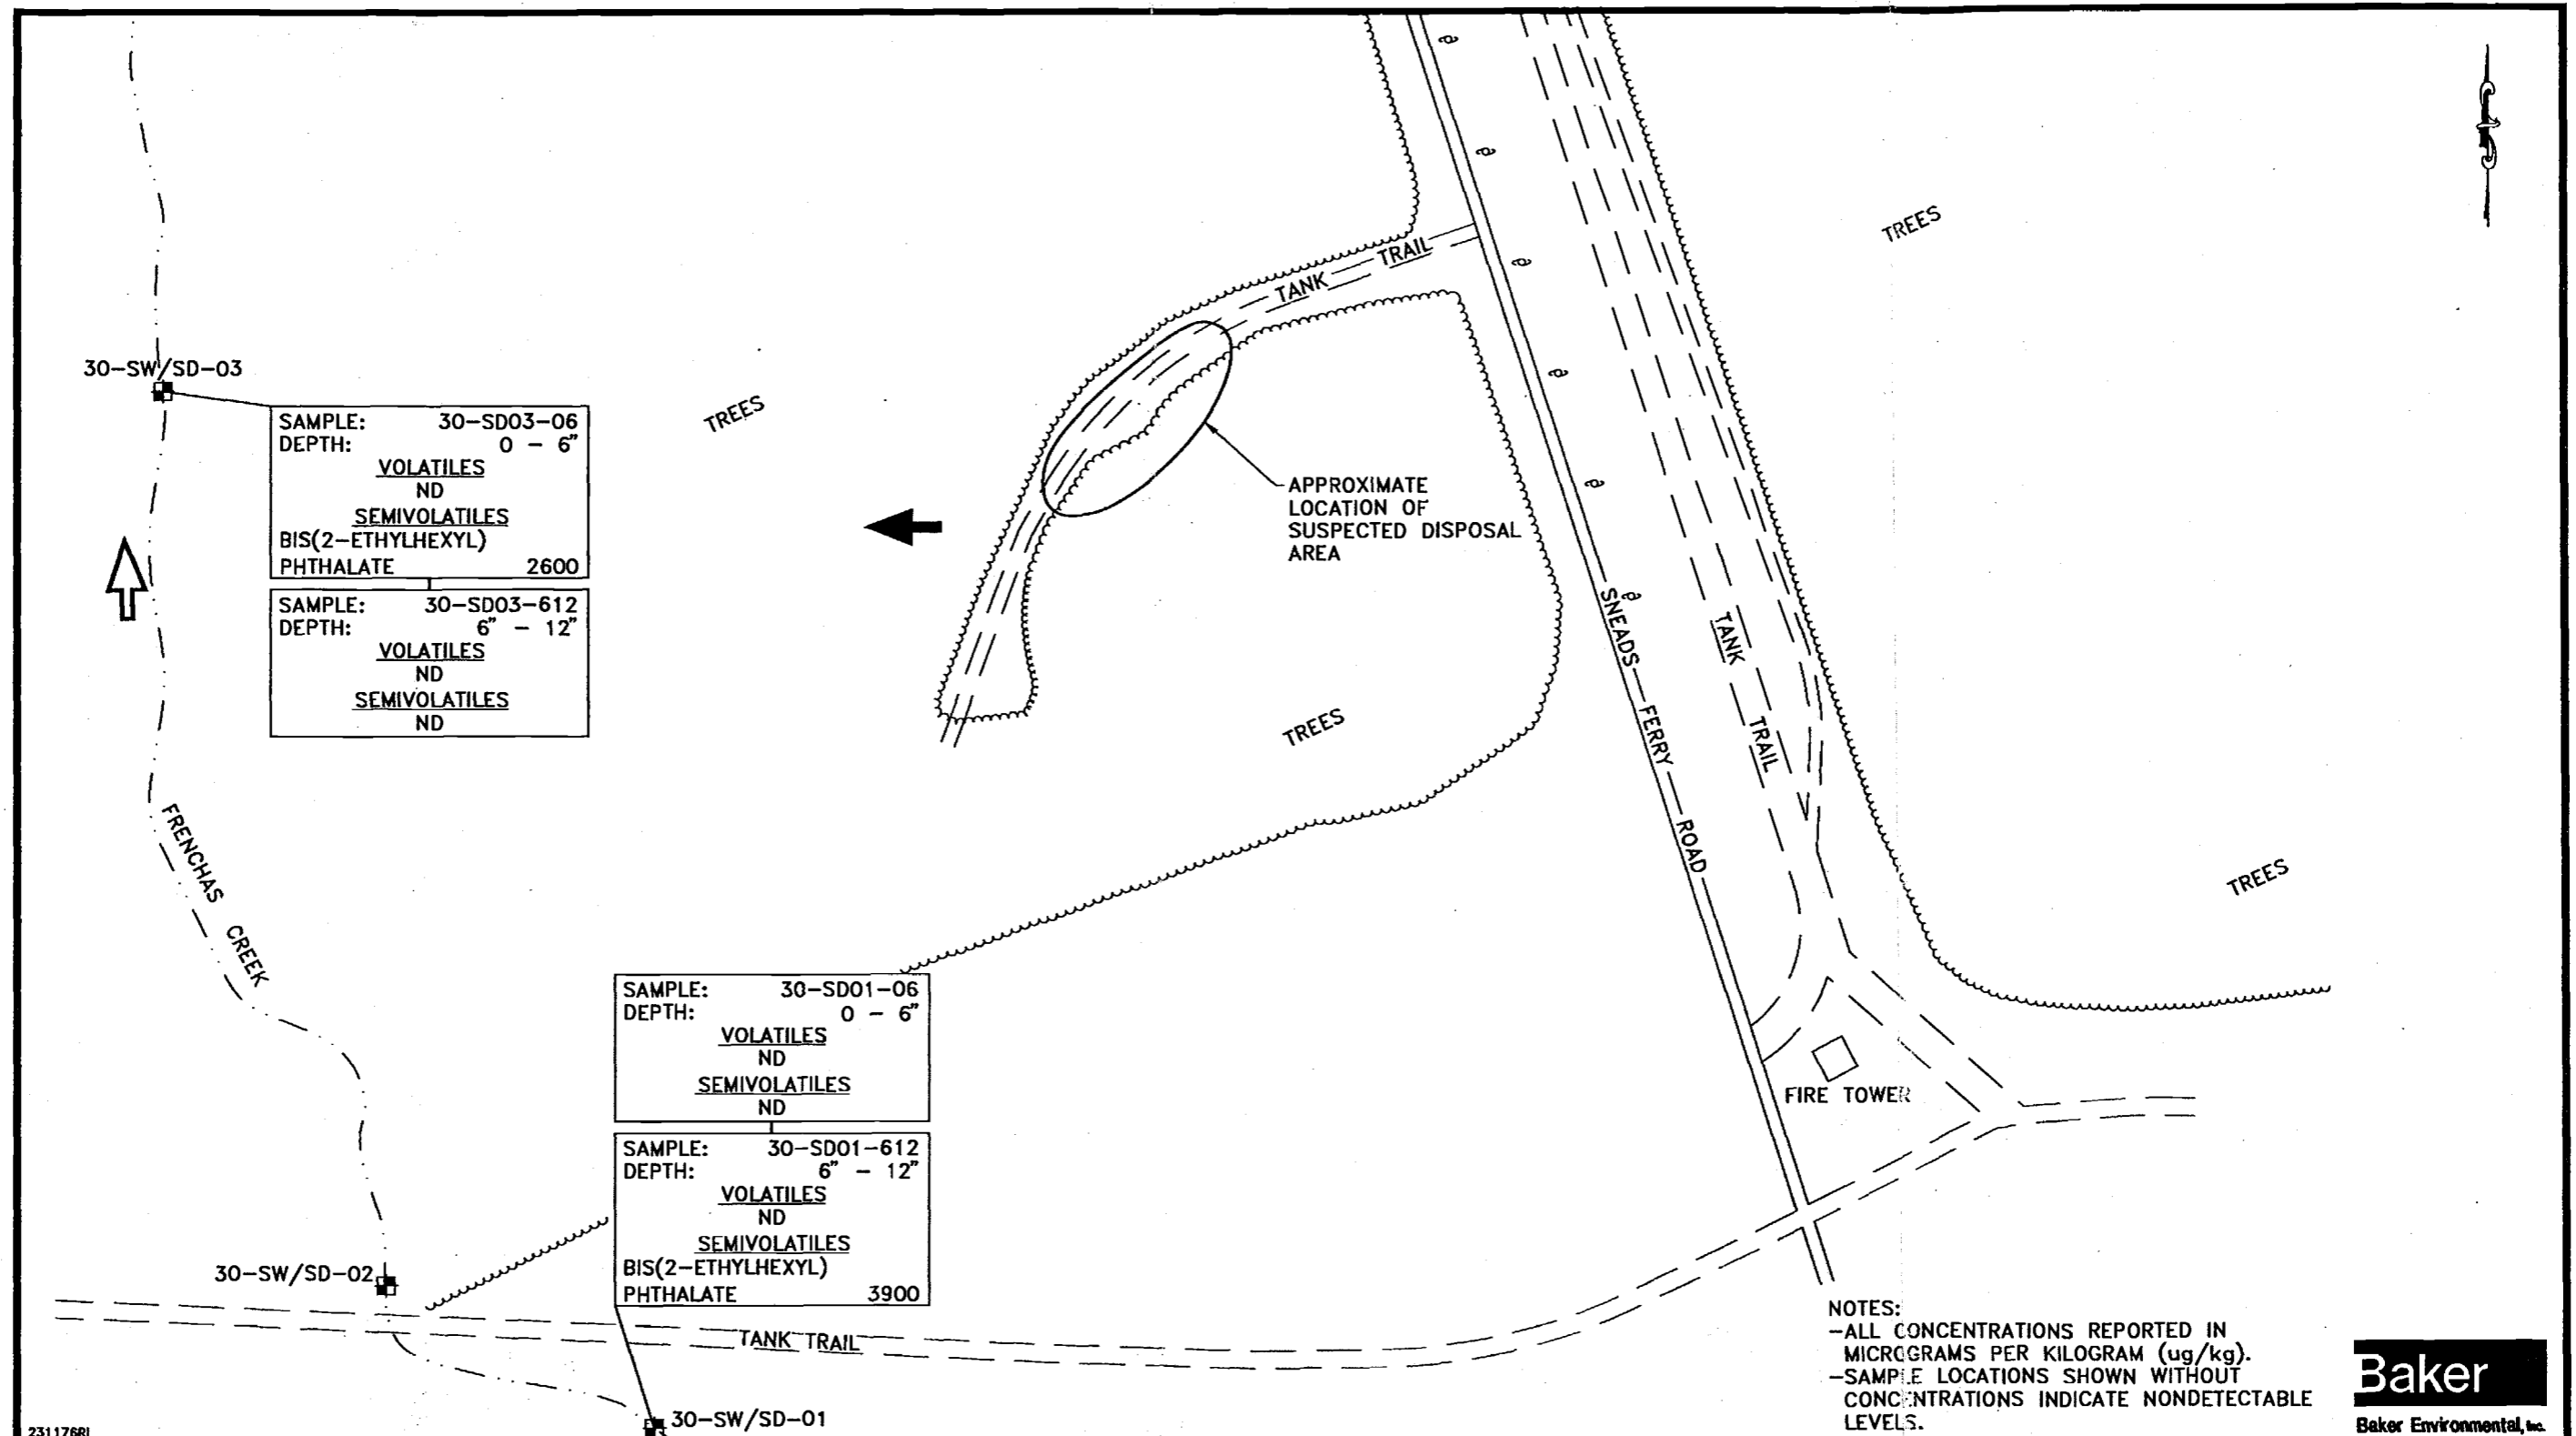 TREES
TANK TRAIL
30-SW/SD-03
SAMPLE: 30-SD03-06
DEPTH: 0 - 6"
VOLATILES
ND
SEMIVOLATILES
BIS(2-ETHYLHEXYL)
PHTHALATE 2600
SAMPLE: 30-SD03-612
DEPTH: 6" - 12"
VOLATILES
ND
SEMIVOLATILES
ND
TREES
APPROXIMATE
LOCATION OF
SUSPECTED DISPOSAL
AREA
SNEADS FERRY ROAD
TANK TRAIL
TREES
FRENCHAS CREEK
TREES
SAMPLE: 30-SD01-06
DEPTH: 0 - 6"
VOLATILES
ND
SEMIVOLATILES
ND
SAMPLE: 30-SD01-612
DEPTH: 6" - 12"
VOLATILES
ND
SEMIVOLATILES
BIS(2-ETHYLHEXYL)
PHTHALATE 3900
FIRE TOWER
30-SW/SD-02
TANK TRAIL
30-SW/SD-01
NOTES:
-ALL CONCENTRATIONS REPORTED IN
MICROGRAMS PER KILOGRAM (ug/kg).
-SAMPLE LOCATIONS SHOWN WITHOUT
CONCENTRATIONS INDICATE NONDETECTABLE
LEVELS.
Baker
Baker Environmental, Inc.
231176RI